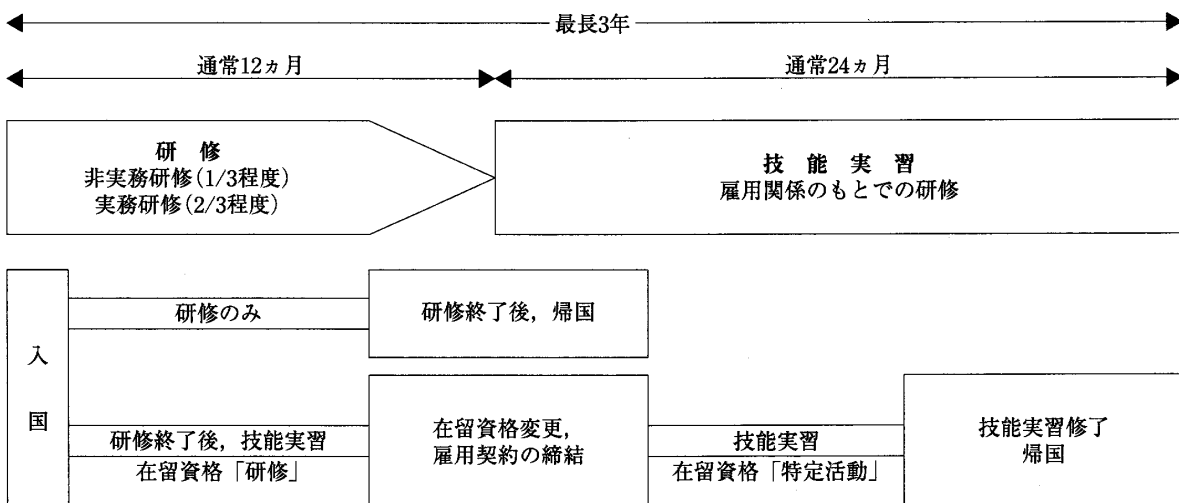 最長3年
通常12ヵ月
通常24ヵ月
研 修
非実務研修(1/3程度)
実務研修(2/3程度)
技 能 実 習
雇用関係のもとでの研修
入
国
研修のみ
研修終了後，帰国
研修終了後，技能実習
在留資格「研修」
在留資格変更，
雇用契約の締結
技能実習
在留資格「特定活動」
技能実習修了
帰国